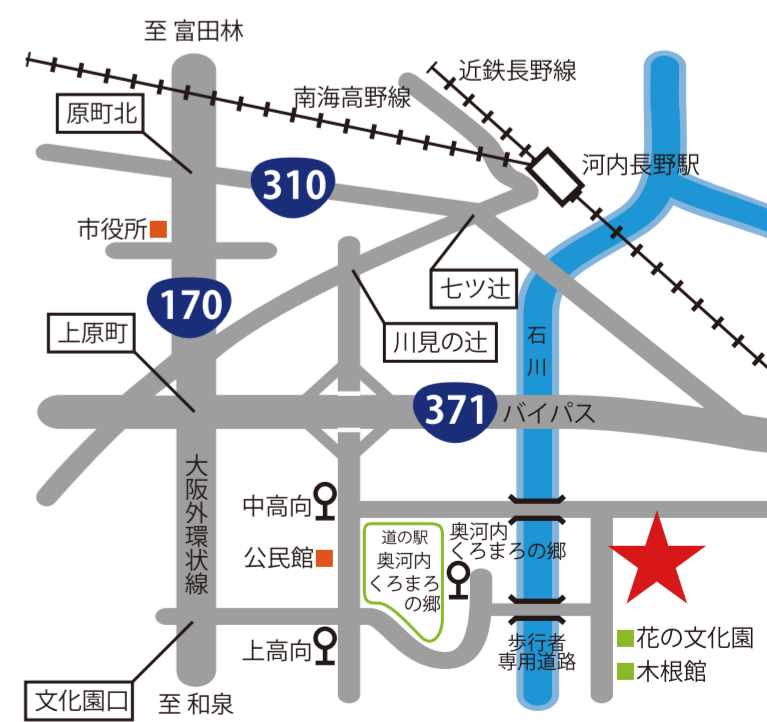 至 富田林
近鉄長野線
南海高野線
原町北
河内長野駅
310
市役所
170
七ツ辻
上原町
川見の辻
石川
371
バイパス
大阪外環状線
中高向
奥河内
くろまろの郷
道の駅
奥河内
くろまろ
の郷
公民館
花の文化園
歩行者
専用道路
上高向
木根館
文化園口
至 和泉